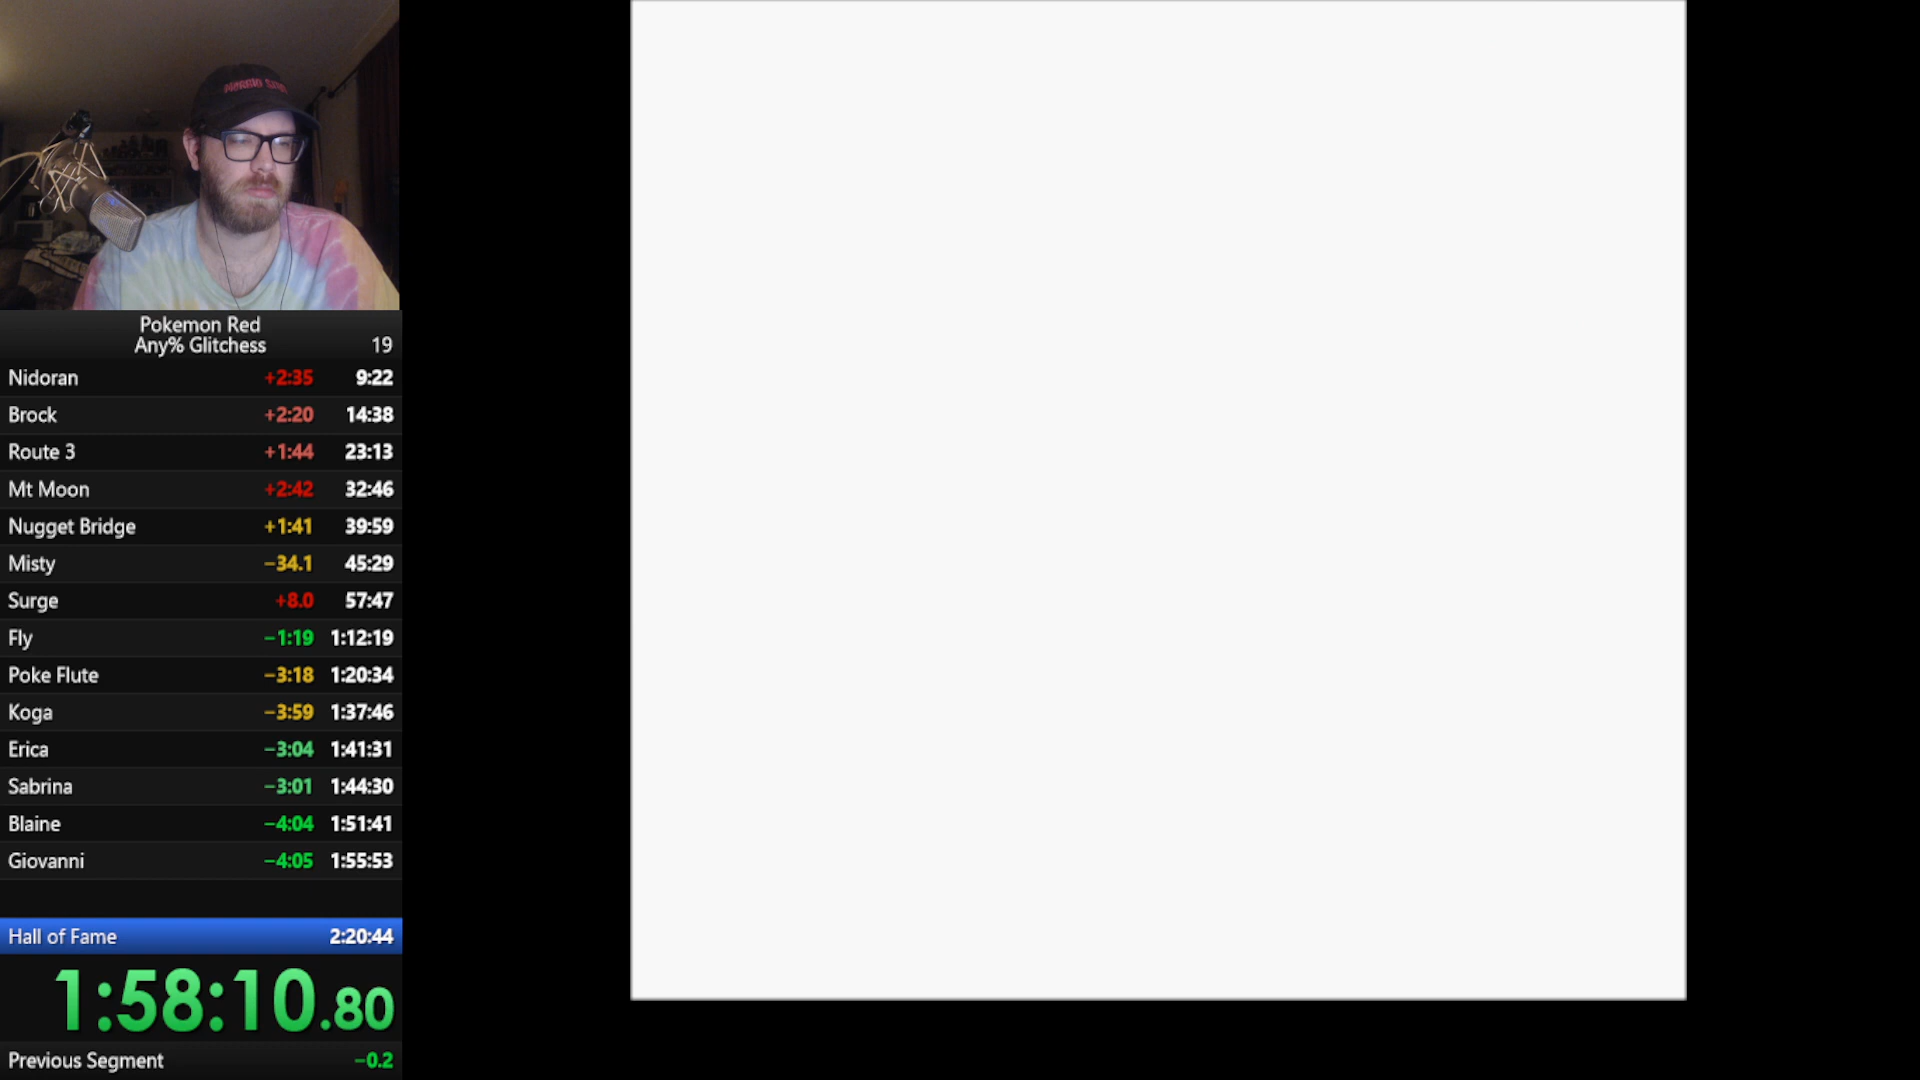 Pokemon Red
Any% Glitchess 19
Nidoran +2:35 9:22
Brock +2:20 14:38
Route 3 +1:44 23:13
Mt Moon +2:42 32:46
Nugget Bridge +1:41 39:59
Misty −34.1 45:29
Surge +8.0 57:47
Fly −1:19 1:12:19
Poke Flute −3:18 1:20:34
Koga −3:59 1:37:46
Erica −3:04 1:41:31
Sabrina −3:01 1:44:30
Blaine −4:04 1:51:41
Giovanni −4:05 1:55:53
Hall of Fame 2:20:44
1:58:10.80
Previous Segment −0.2